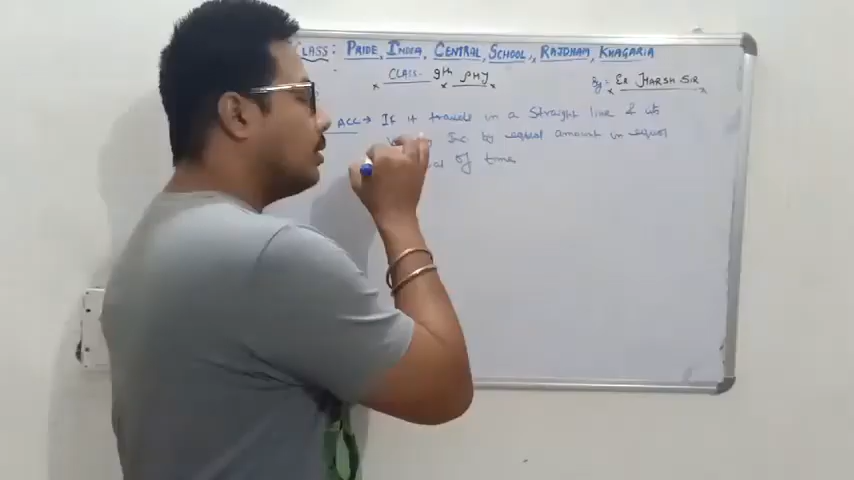 CLASS: PRIDE, INDIA, CENTRAL, SCHOOL, RAJDHAM, KHAGARIA
CLASS - 9th PHY
By: Er HARSH SIR
ACC → If it travels in a straight line & its
by equal amount in equal
of time